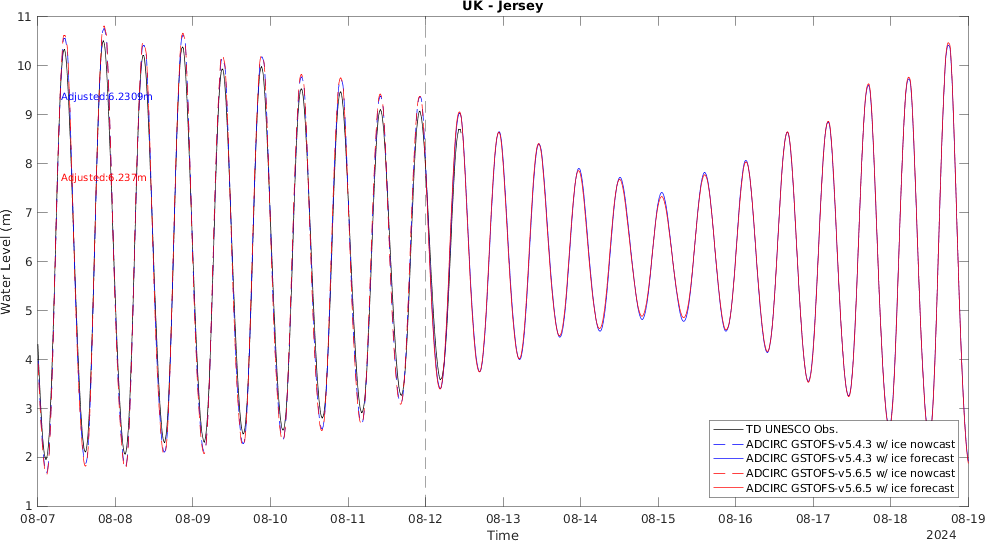 UK - Jersey
11
10
9
8
7
6
5
4
3
2
1
Water Level (m)
Adjusted:6.2309m
Adjusted:6.237m
TD UNESCO Obs.
ADCIRC GSTOFS-v5.4.3 w/ ice nowcast
ADCIRC GSTOFS-v5.4.3 w/ ice forecast
ADCIRC GSTOFS-v5.6.5 w/ ice nowcast
ADCIRC GSTOFS-v5.6.5 w/ ice forecast
08-07 08-08 08-09 08-10 08-11 08-12 08-13 08-14 08-15 08-16 08-17 08-18 08-19
Time
2024